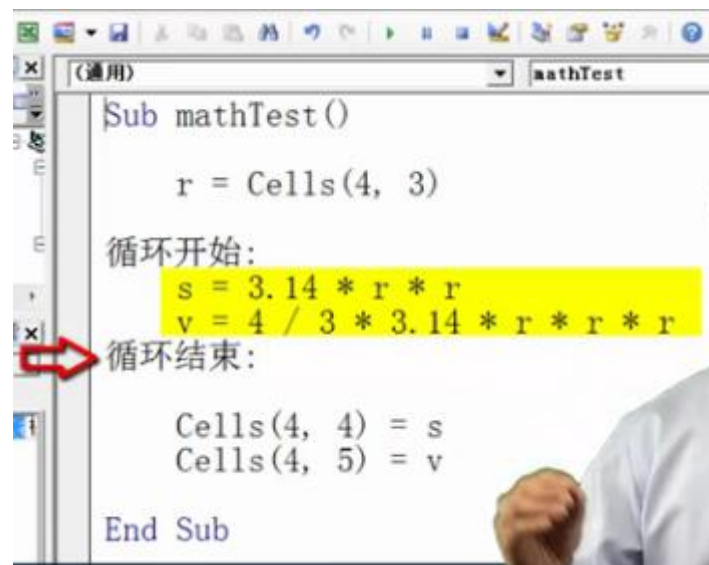 (通用)
mathTest
Sub mathTest()
r = Cells(4, 3)
循环开始:
s = 3.14 * r * r
v = 4 / 3 * 3.14 * r * r * r
循环结束:
Cells(4, 4) = s
Cells(4, 5) = v
End Sub